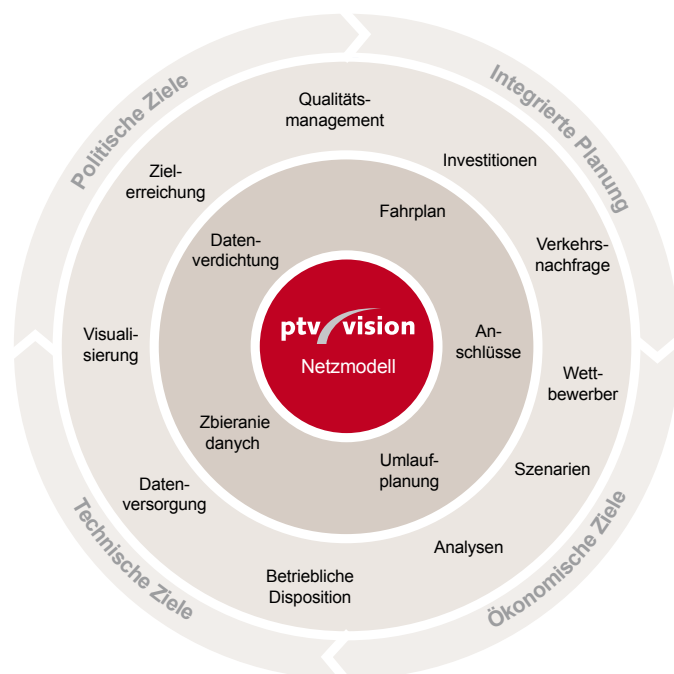 Politische Ziele
Integrierte Planung
Ökonomische Ziele
Technische Ziele
Qualitäts-
management
Investitionen
Verkehrs-
nachfrage
Wett-
bewerber
Szenarien
Analysen
Betriebliche
Disposition
Daten-
versorgung
Visuali-
sierung
Ziel-
erreichung
Fahrplan
An-
schlüsse
Umlauf-
planung
Zbieranie
danych
Daten-
verdichtung
ptv vision
Netzmodell